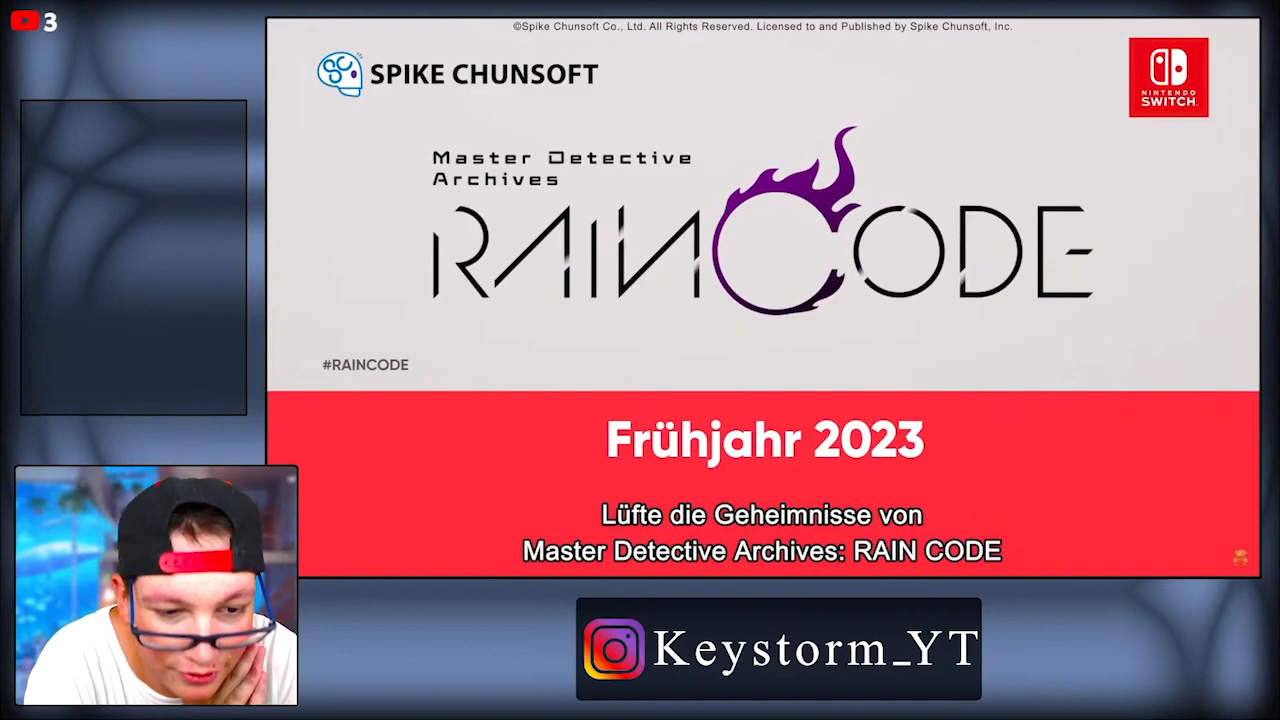 3
©Spike Chunsoft Co., Ltd. All Rights Reserved. Licensed to and Published by Spike Chunsoft, Inc.
SPIKE CHUNSOFT
NINTENDO
SWITCH
Master Detective
Archives
RAINCODE
#RAINCODE
Frühjahr 2023
Lüfte die Geheimnisse von
Master Detective Archives: RAIN CODE
Keystorm_YT